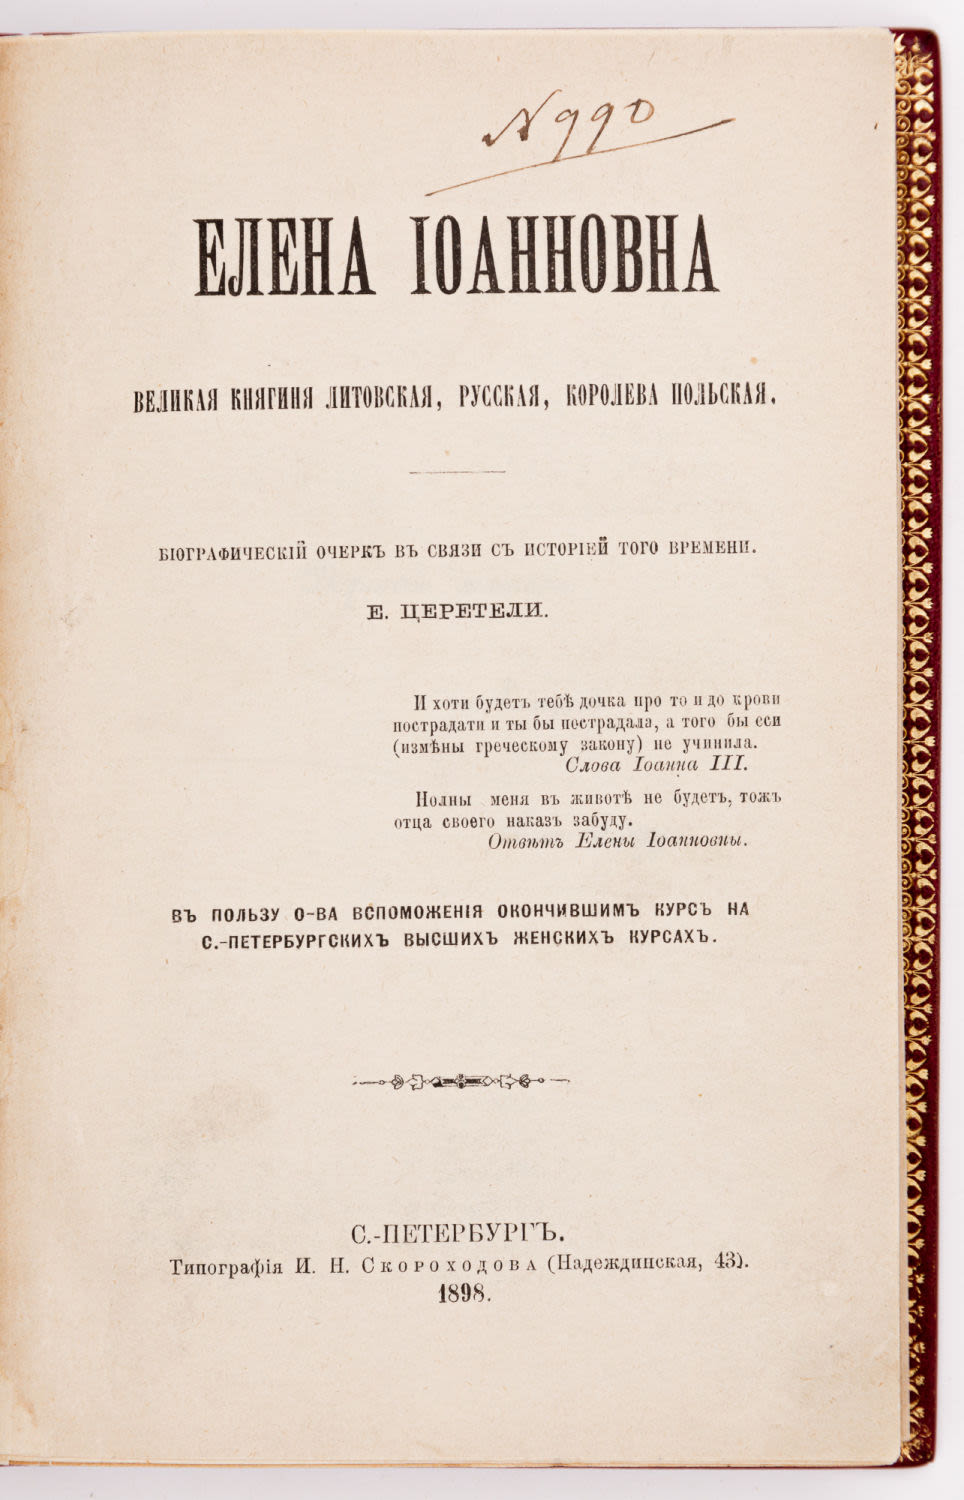 N 990
ЕЛЕНА ІОАННОВНА
ВЕЛИКАЯ КНЯГИНЯ ЛИТОВСКАЯ, РУССКАЯ, КОРОЛЕВА ПОЛЬСКАЯ.
БІОГРАФИЧЕСКІЙ ОЧЕРКЪ ВЪ СВЯЗИ СЪ ИСТОРІЕЙ ТОГО ВРЕМЕНИ.
Е. ЦЕРЕТЕЛИ.
И хоти будетъ тебѣ дочка про то и до крови
пострадати и ты бы пострадала, а того бы еси
(измѣны греческому закону) не учинила.
Слова Іоанна III.
Нолны меня въ животѣ не будетъ, тожъ
отца своего наказъ забуду.
Отвѣтъ Елены Іоанновны.
ВЪ ПОЛЬЗУ О-ВА ВСПОМОЖЕНІЯ ОКОНЧИВШИМЪ КУРСЪ НА
С.-ПЕТЕРБУРГСКИХЪ ВЫСШИХЪ ЖЕНСКИХЪ КУРСАХЪ.
С.-ПЕТЕРБУРГЪ.
Типографія И. Н. Скороходова (Надеждинская, 43).
1898.